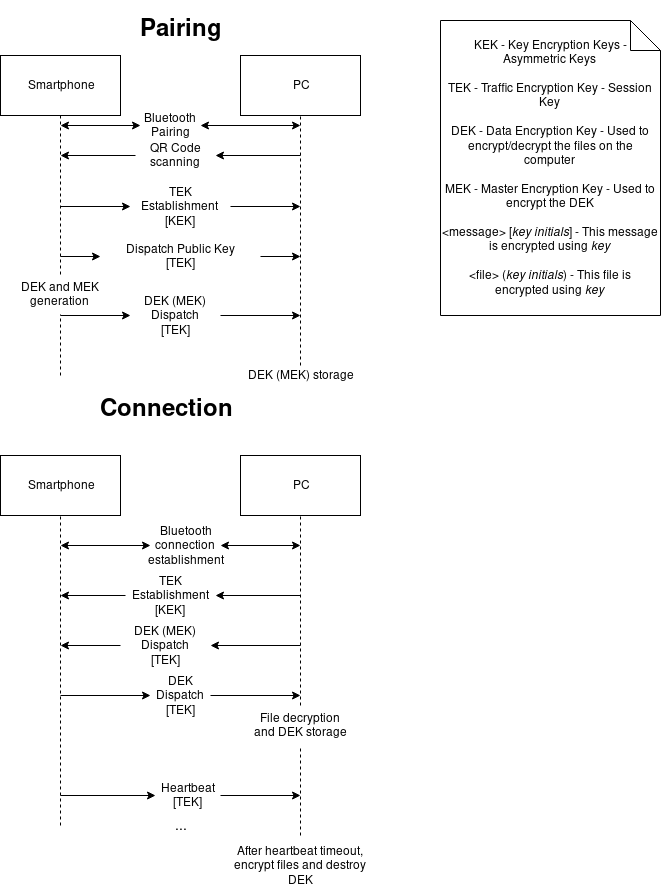 Pairing
Smartphone
PC
Bluetooth
Pairing
QR Code
scanning
TEK
Establishment
[KEK]
Dispatch Public Key
[TEK]
DEK and MEK
generation
DEK (MEK)
Dispatch
[TEK]
DEK (MEK) storage
KEK - Key Encryption Keys -
Asymmetric Keys
TEK - Traffic Encryption Key - Session
Key
DEK - Data Encryption Key - Used to
encrypt/decrypt the files on the
computer
MEK - Master Encryption Key - Used to
encrypt the DEK
<message> [key initials] - This message
is encrypted using key
<file> (key initials) - This file is
encrypted using key
Connection
Smartphone
PC
Bluetooth
connection
establishment
TEK
Establishment
[KEK]
DEK (MEK)
Dispatch
[TEK]
DEK
Dispatch
[TEK]
File decryption
and DEK storage
Heartbeat
[TEK]
...
After heartbeat timeout,
encrypt files and destroy
DEK